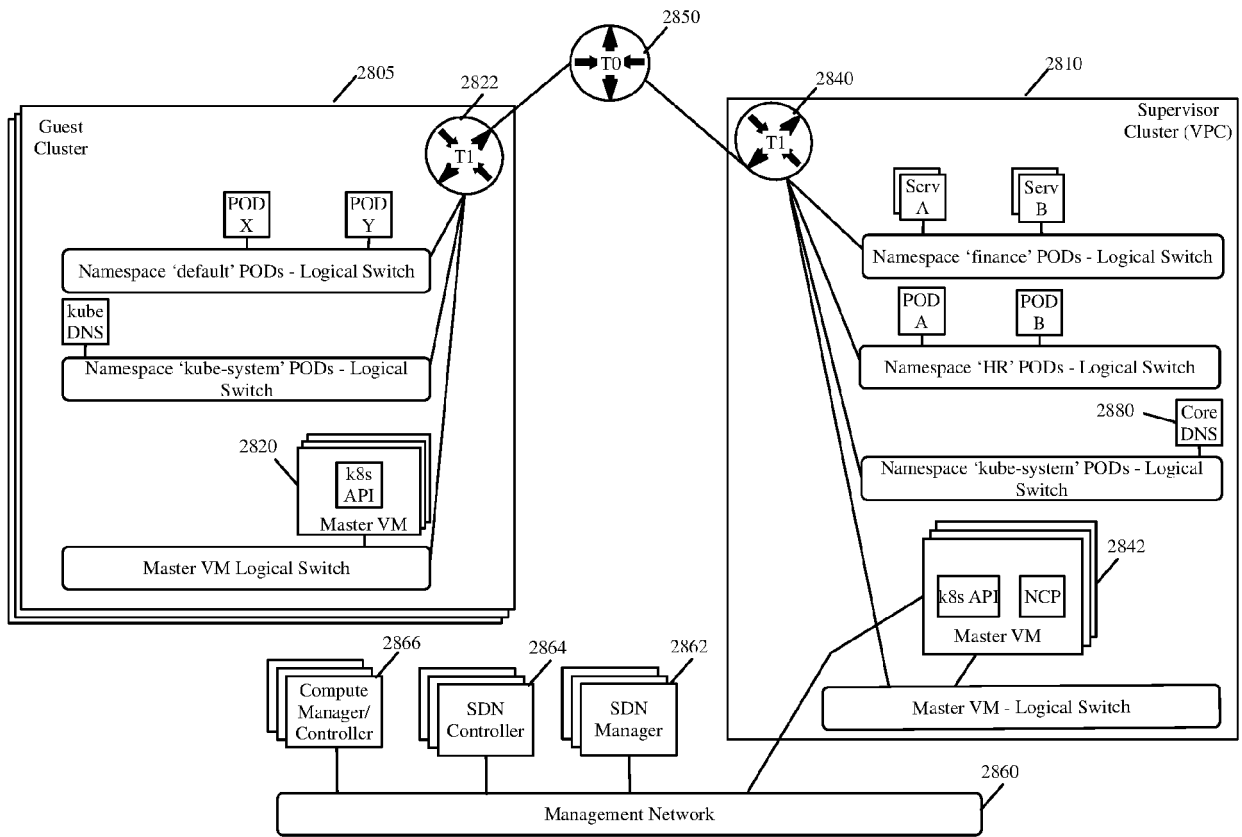 2850
T0
2805
2822
2840
2810
Guest
Cluster
T1
T1
Supervisor
Cluster (VPC)
POD
X
POD
Y
Serv
A
Serv
B
Namespace 'default' PODs - Logical Switch
Namespace 'finance' PODs - Logical Switch
kube
DNS
POD
A
POD
B
Namespace 'kube-system' PODs - Logical
Switch
Namespace 'HR' PODs - Logical Switch
2880
Core
DNS
2820
k8s
API
Master VM
Namespace 'kube-system' PODs - Logical
Switch
Master VM Logical Switch
2842
k8s API
NCP
Master VM
2866
2864
2862
Compute
Manager/
Controller
SDN
Controller
SDN
Manager
Master VM - Logical Switch
2860
Management Network